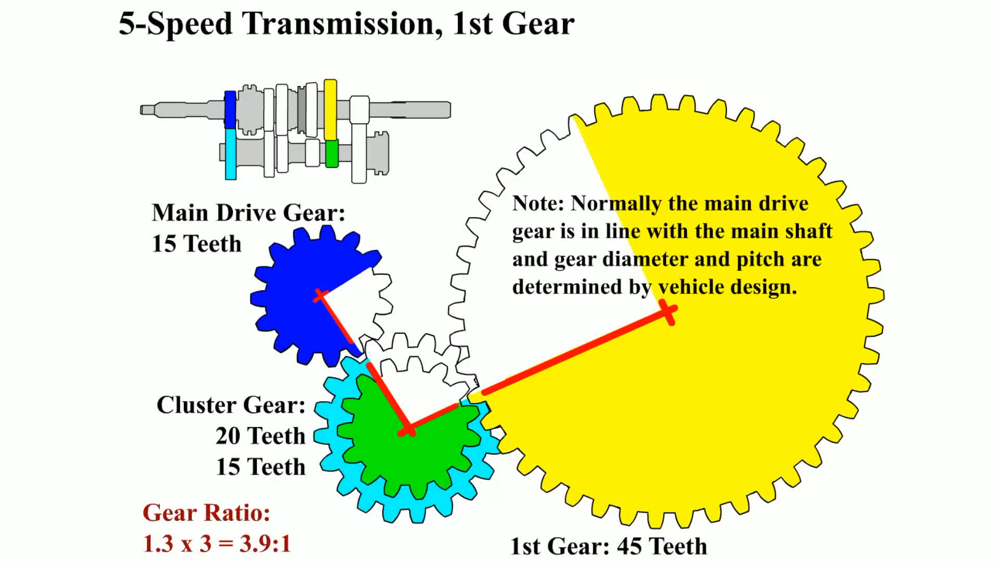 5-Speed Transmission, 1st Gear
Main Drive Gear:
15 Teeth
Note: Normally the main drive
gear is in line with the main shaft
and gear diameter and pitch are
determined by vehicle design.
Cluster Gear:
20 Teeth
15 Teeth
Gear Ratio:
1.3 x 3 = 3.9:1
1st Gear: 45 Teeth